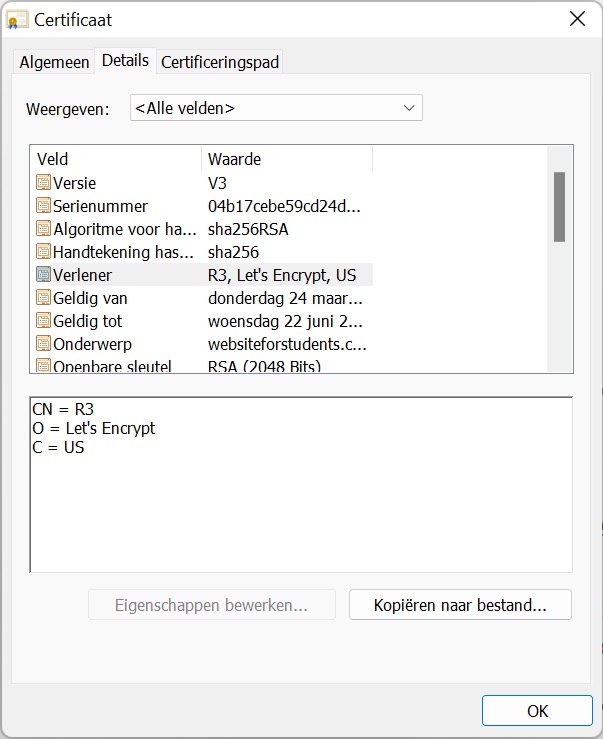 Certificaat
Algemeen Details Certificeringspad
Weergeven: <Alle velden>
Veld Waarde
Versie V3
Serienummer 04b17cebe59cd24d...
Algoritme voor ha... sha256RSA
Handtekening has... sha256
Verlener R3, Let's Encrypt, US
Geldig van donderdag 24 maar...
Geldig tot woensdag 22 juni 2...
Onderwerp websiteforstudents.c...
Openbare sleutel RSA (2048 Bits)
CN = R3
O = Let's Encrypt
C = US
Eigenschappen bewerken... Kopiëren naar bestand...
OK